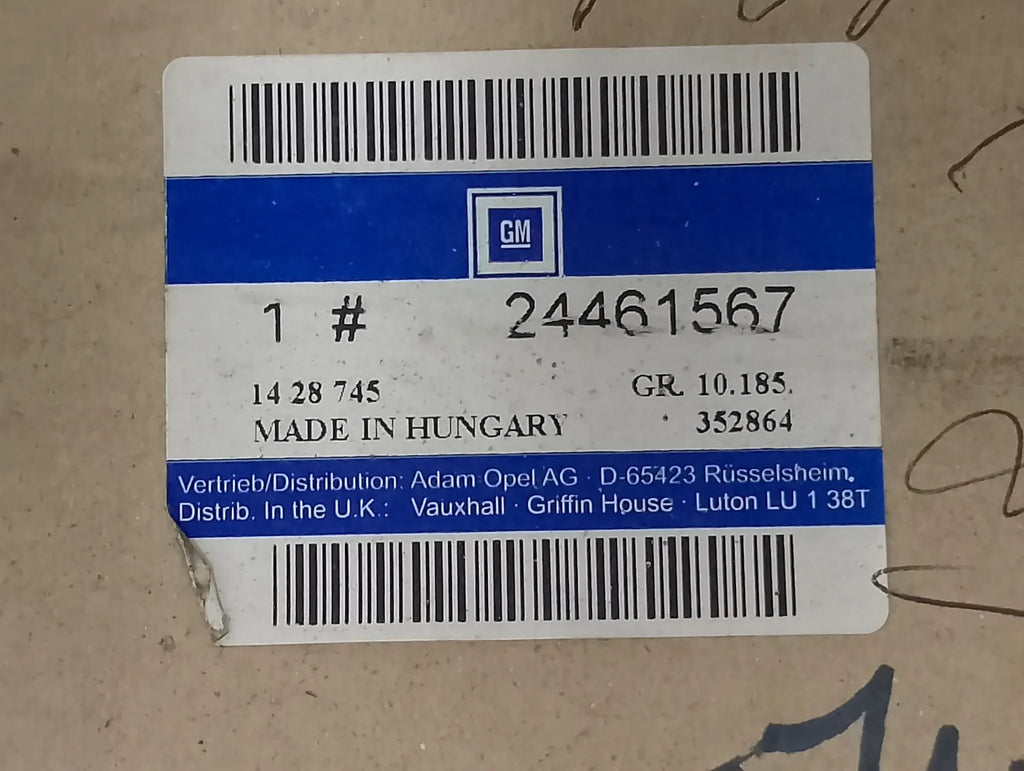 GM
1 # 24461567
14 28 745 GR. 10.185.
MADE IN HUNGARY 352864
Vertrieb/Distribution: Adam Opel AG · D-65423 Rüsselsheim.
Distrib. In the U.K.: Vauxhall · Griffin House · Luton LU 1 38T